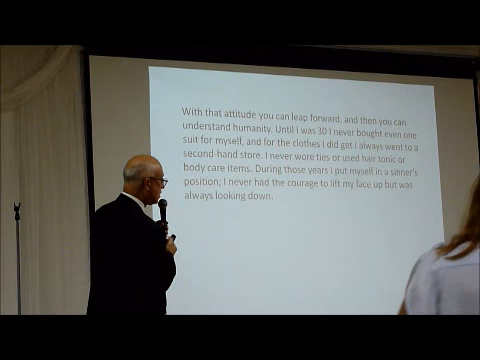 With that attitude you can leap forward, and then you can
understand humanity. Until I was 30 I never bought even one
suit for myself, and for the clothes I did get I always went to a
second-hand store. I never wore ties or used hair tonic or
body care items. During those years I put myself in a sinner's
position; I never had the courage to lift my face up but was
always looking down.